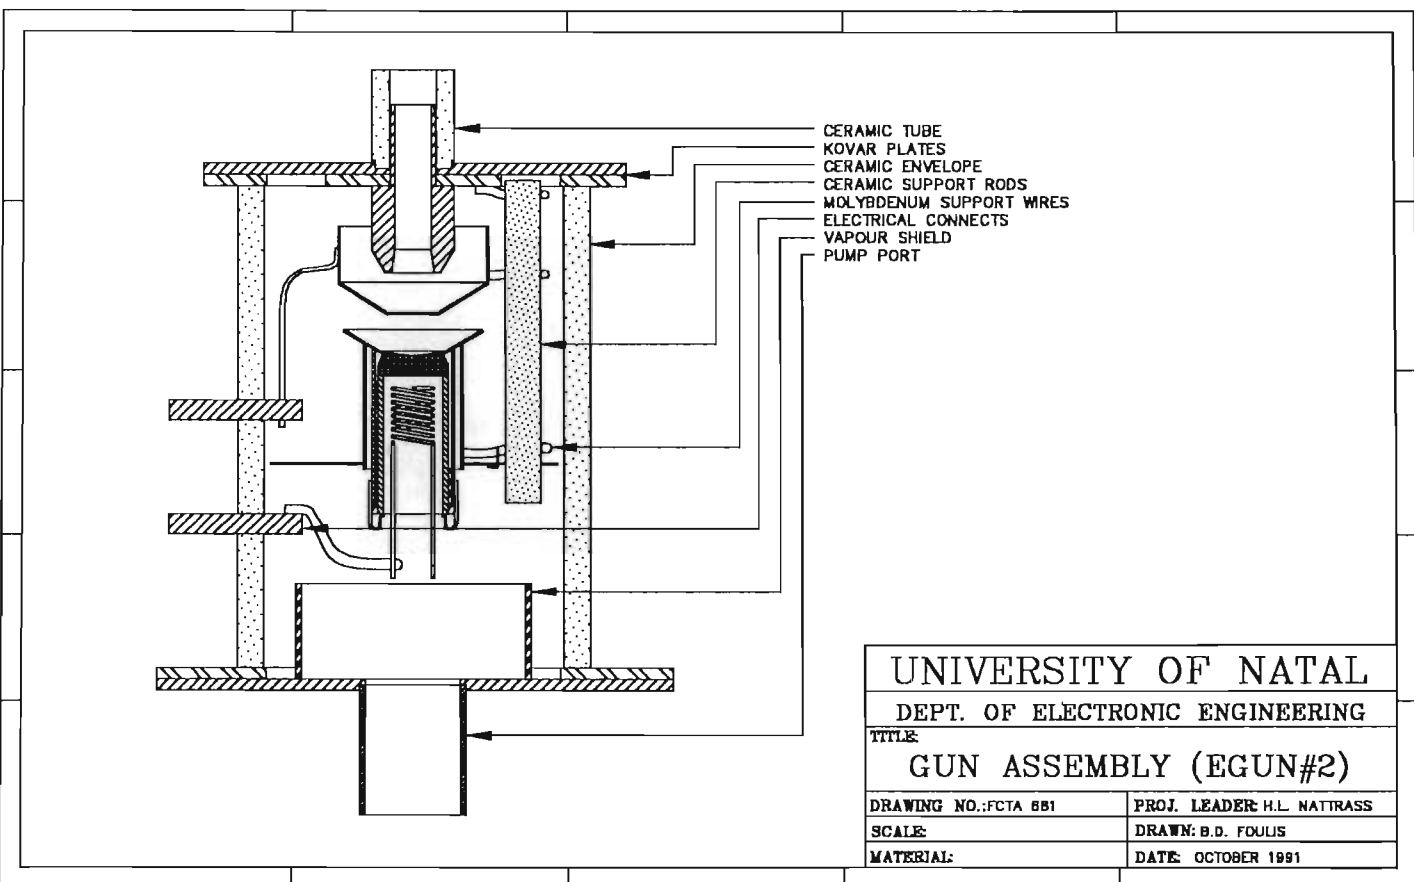 CERAMIC TUBE
KOVAR PLATES
CERAMIC ENVELOPE
CERAMIC SUPPORT RODS
MOLYBDENUM SUPPORT WIRES
ELECTRICAL CONNECTS
VAPOUR SHIELD
PUMP PORT
UNIVERSITY OF NATAL
DEPT. OF ELECTRONIC ENGINEERING
TITLE:
GUN ASSEMBLY (EGUN#2)
DRAWING NO.:FCTA 881 PROJ. LEADER: H.L. NATTRASS
SCALE: DRAWN: B.D. FOULIS
MATERIAL: DATE: OCTOBER 1991